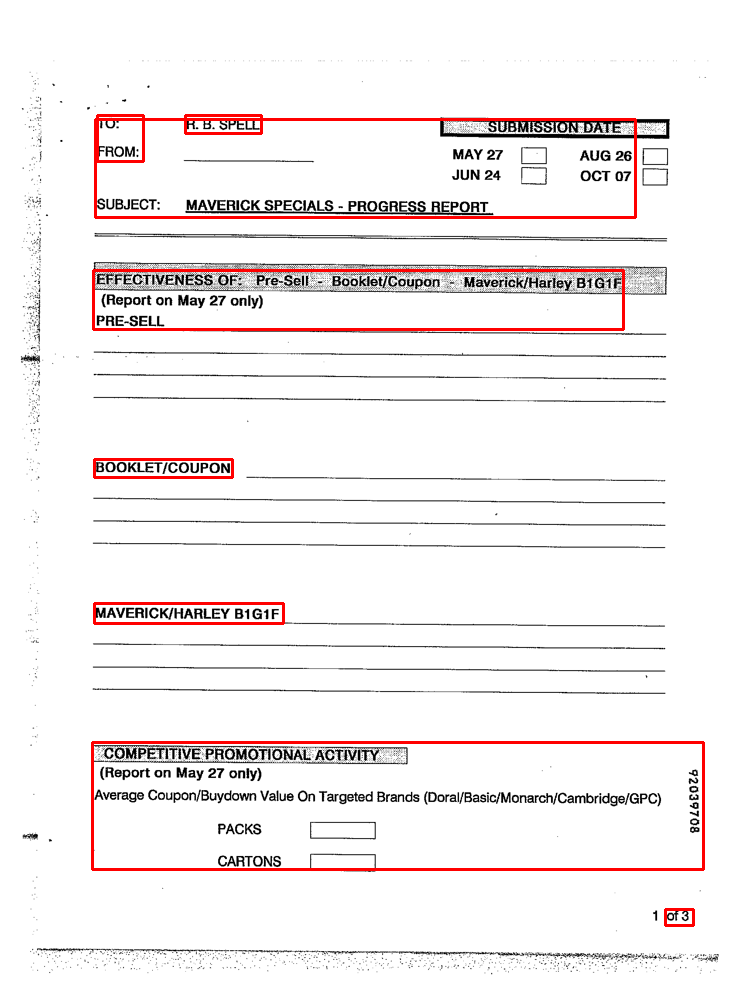 TO: R. B. SPELL SUBMISSION DATE
FROM: MAY 27 AUG 26
JUN 24 OCT 07
SUBJECT: MAVERICK SPECIALS - PROGRESS REPORT
EFFECTIVENESS OF: Pre-Sell - Booklet/Coupon - Maverick/Harley B1G1F
(Report on May 27 only)
PRE-SELL
BOOKLET/COUPON
MAVERICK/HARLEY B1G1F
COMPETITIVE PROMOTIONAL ACTIVITY
(Report on May 27 only)
Average Coupon/Buydown Value On Targeted Brands (Doral/Basic/Monarch/Cambridge/GPC)
PACKS
CARTONS
92039708
1 of 3